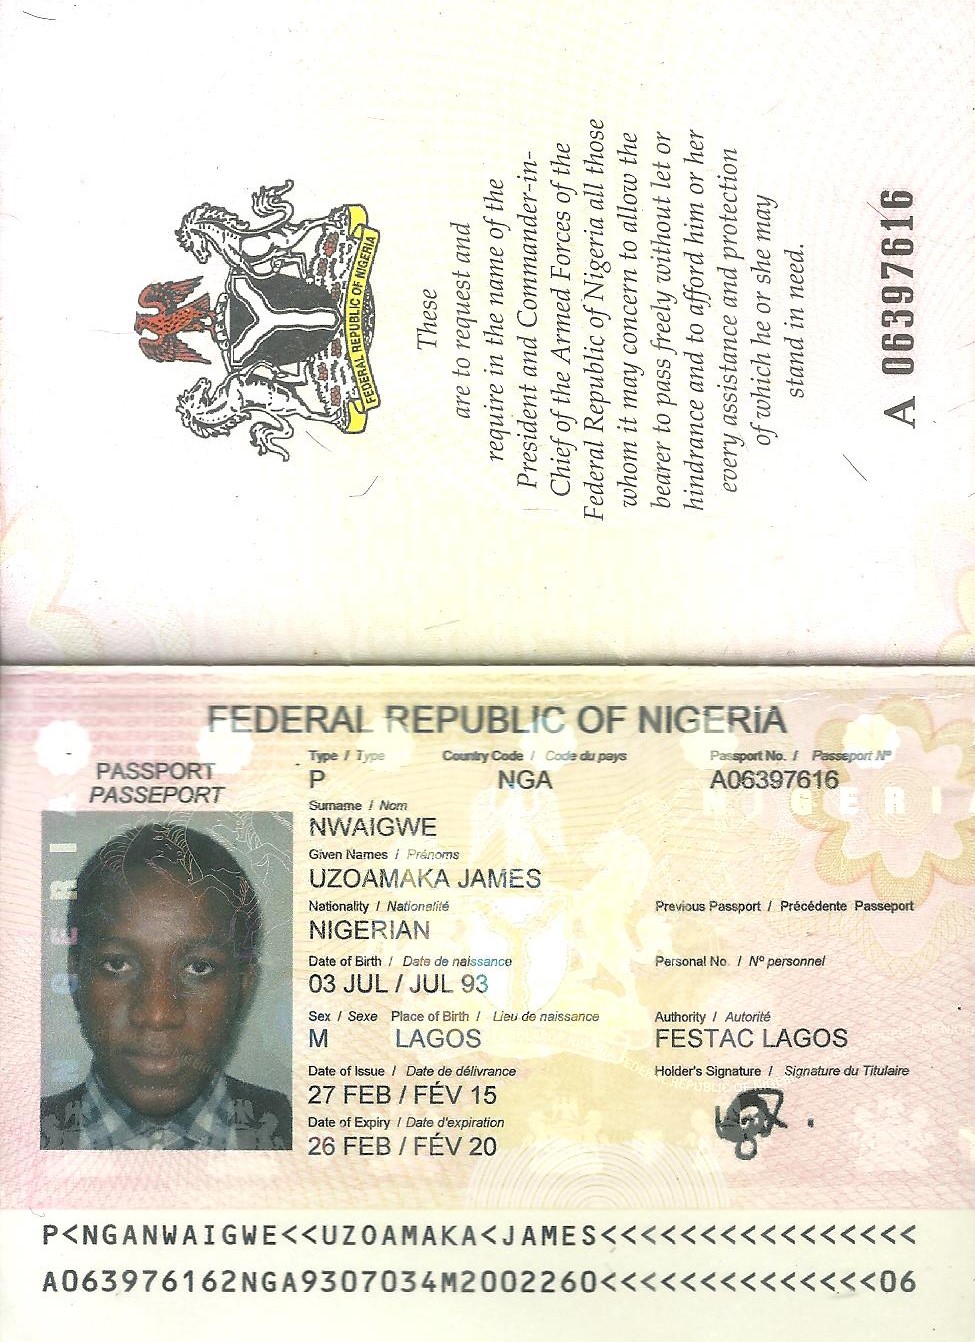 FEDERAL REPUBLIC OF NIGERIA
These
are to request and
require in the name of the
President and Commander-in-
Chief of the Armed Forces of the
Federal Republic of Nigeria all those
whom it may concern to allow the
bearer to pass freely without let or
hindrance and to afford him or her
every assistance and protection
of which he or she may
stand in need.
A 06397616
FEDERAL REPUBLIC OF NIGERiA
PASSPORT
PASSEPORT
Type / Type Country Code / Code du pays Passport No. / Passeport N°
P NGA A06397616
Surname / Nom
NWAIGWE
Given Names / Prénoms
UZOAMAKA JAMES
Nationality / Nationalité Previous Passport / Précédente Passeport
NIGERIAN
Date of Birth / Date de naissance Personal No. / N° personnel
03 JUL / JUL 93
Sex / Sexe Place of Birth / Lieu de naissance Authority / Autorité
M LAGOS FESTAC LAGOS
Date of Issue / Date de délivrance Holder's Signature / Signature du Titulaire
27 FEB / FÉV 15
Date of Expiry / Date d'expiration
26 FEB / FÉV 20
P<NGANWAIGWE<<UZOAMAKA<JAMES<<<<<<<<<<<<<<<<
A063976162NGA9307034M2002260<<<<<<<<<<<<<<06